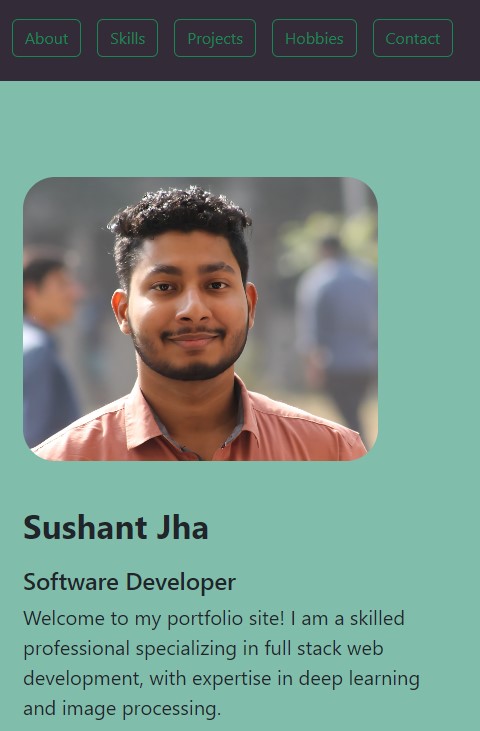 About Skills Projects Hobbies Contact
Sushant Jha
Software Developer
Welcome to my portfolio site! I am a skilled
professional specializing in full stack web
development, with expertise in deep learning
and image processing.